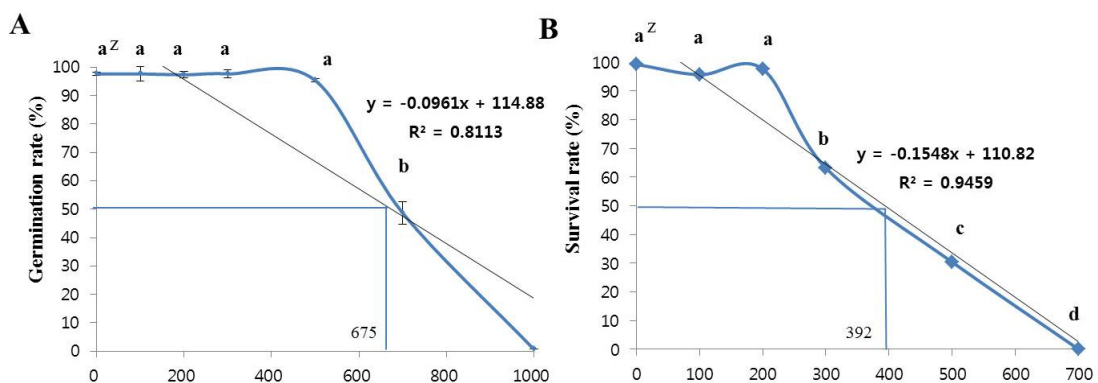 A
a z a a a a
100
90
80
70
60
50
40
30
20
10
0
Germination rate (%)
y = -0.0961x + 114.88
R² = 0.8113
b
675
0 200 400 600 800 1000
B
a z a a
100
90
80
70
60
50
40
30
20
10
0
Survival rate (%)
b
y = -0.1548x + 110.82
R² = 0.9459
c
d
392
0 100 200 300 400 500 600 700